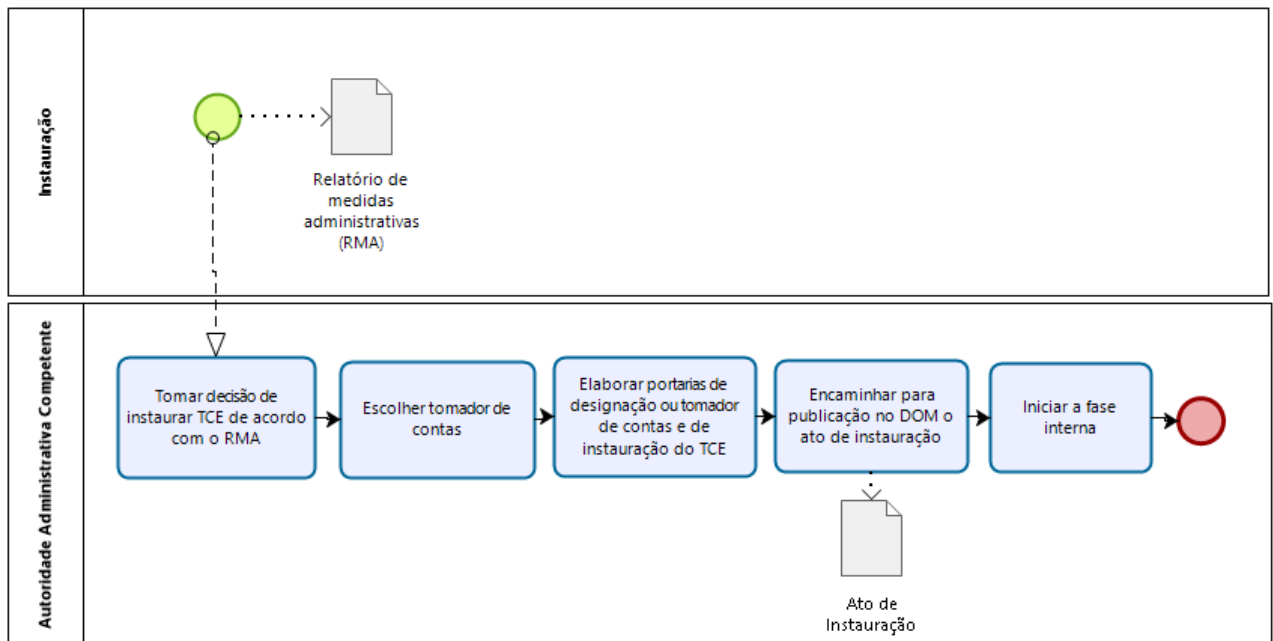 Instauração
Relatório de
medidas
administrativas
(RMA)
Autoridade Administrativa Competente
Tomar decisão de
instaurar TCE de acordo
com o RMA
Escolher tomador de
contas
Elaborar portarias de
designação ou tomador
de contas e de
instauração do TCE
Encaminhar para
publicação no DOM o
ato de instauração
Iniciar a fase
interna
Ato de
Instauração